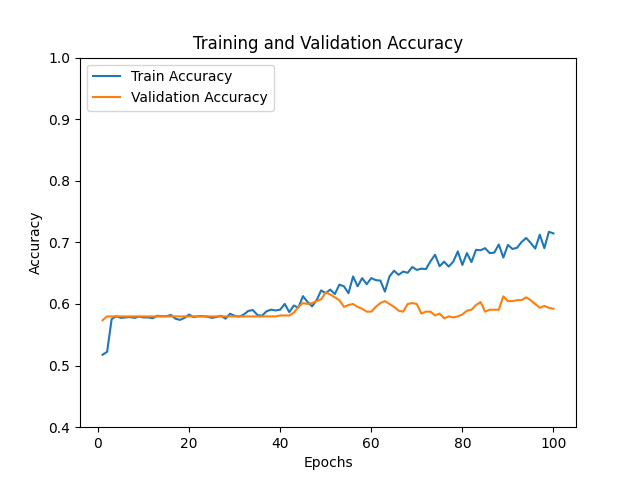 Training and Validation Accuracy
Train Accuracy
Validation Accuracy
1.0
0.9
0.8
0.7
0.6
0.5
0.4
Accuracy
0 20 40 60 80 100
Epochs